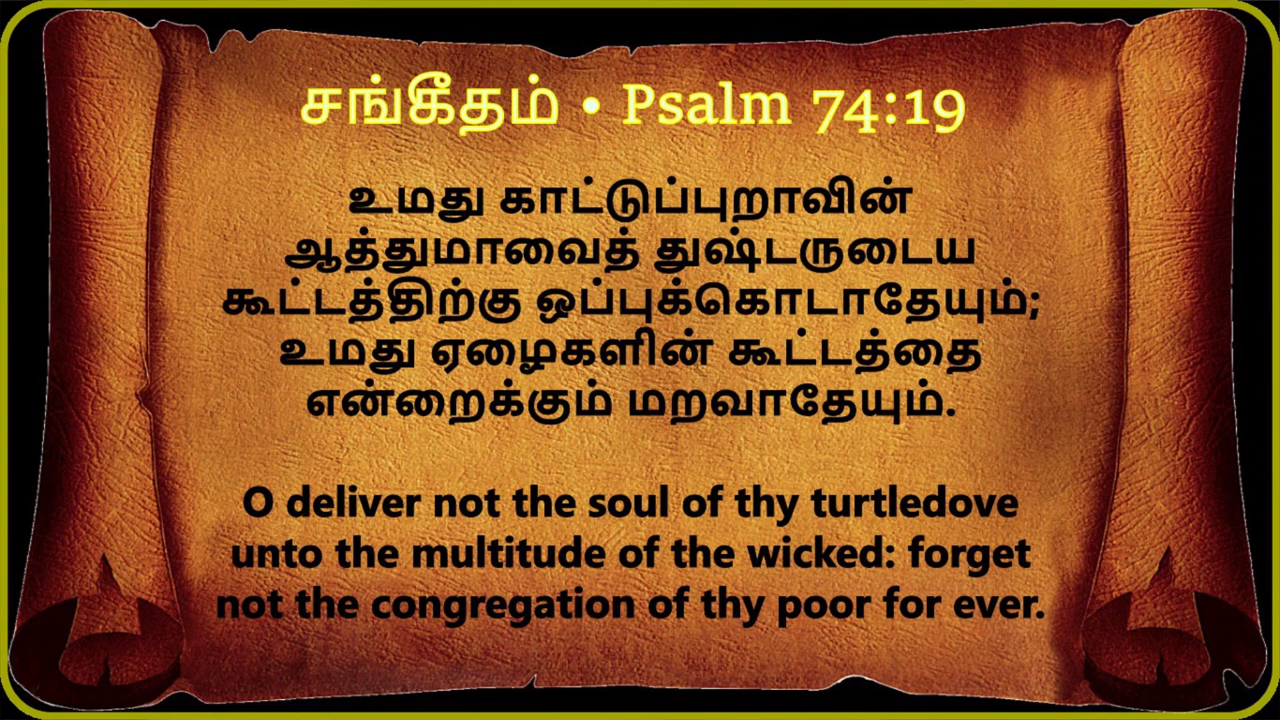 சங்கீதம் • Psalm 74:19
உமது காட்டுப்புறாவின்
ஆத்துமாவைத் துஷ்டருடைய
கூட்டத்திற்கு ஒப்புக்கொடாதேயும்;
உமது ஏழைகளின் கூட்டத்தை
என்றைக்கும் மறவாதேயும்.
O deliver not the soul of thy turtledove
unto the multitude of the wicked: forget
not the congregation of thy poor for ever.